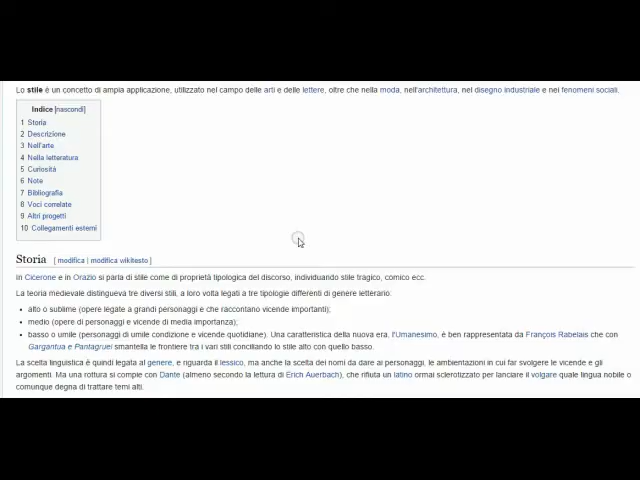 Lo stile è un concetto di ampia applicazione, utilizzato nel campo delle arti e delle lettere, oltre che nella moda, nell'architettura, nel disegno industriale e nei fenomeni sociali.
Indice [nascondi]
1 Storia
2 Descrizione
3 Nell'arte
4 Nella letteratura
5 Curiosità
6 Note
7 Bibliografia
8 Voci correlate
9 Altri progetti
10 Collegamenti esterni
Storia [ modifica | modifica wikitesto ]
In Cicerone e in Orazio si parla di stile come di proprietà tipologica del discorso, individuando stile tragico, comico ecc.
La teoria medievale distingueva tre diversi stili, a loro volta legati a tre tipologie differenti di genere letterario:
• alto o sublime (opere legate a grandi personaggi e che raccontano vicende importanti);
• medio (opere di personaggi e vicende di media importanza);
• basso o umile (personaggi di umile condizione e vicende quotidiane). Una caratteristica della nuova era. l'Umanesimo, è ben rappresentata da François Rabelais che con
Gargantua e Pantagruel smantella le frontiere tra i vari stili conciliando lo stile alto con quello basso.
La scelta linguistica è quindi legata al genere, e riguarda il lessico, ma anche la scelta dei nomi da dare ai personaggi, le ambientazioni in cui far svolgere le vicende e gli
argomenti. Ma una rottura si compie con Dante (almeno secondo la lettura di Erich Auerbach), che rifiuta un latino ormai sclerotizzato per lanciare il volgare quale lingua nobile o
comunque degna di trattare temi alti.